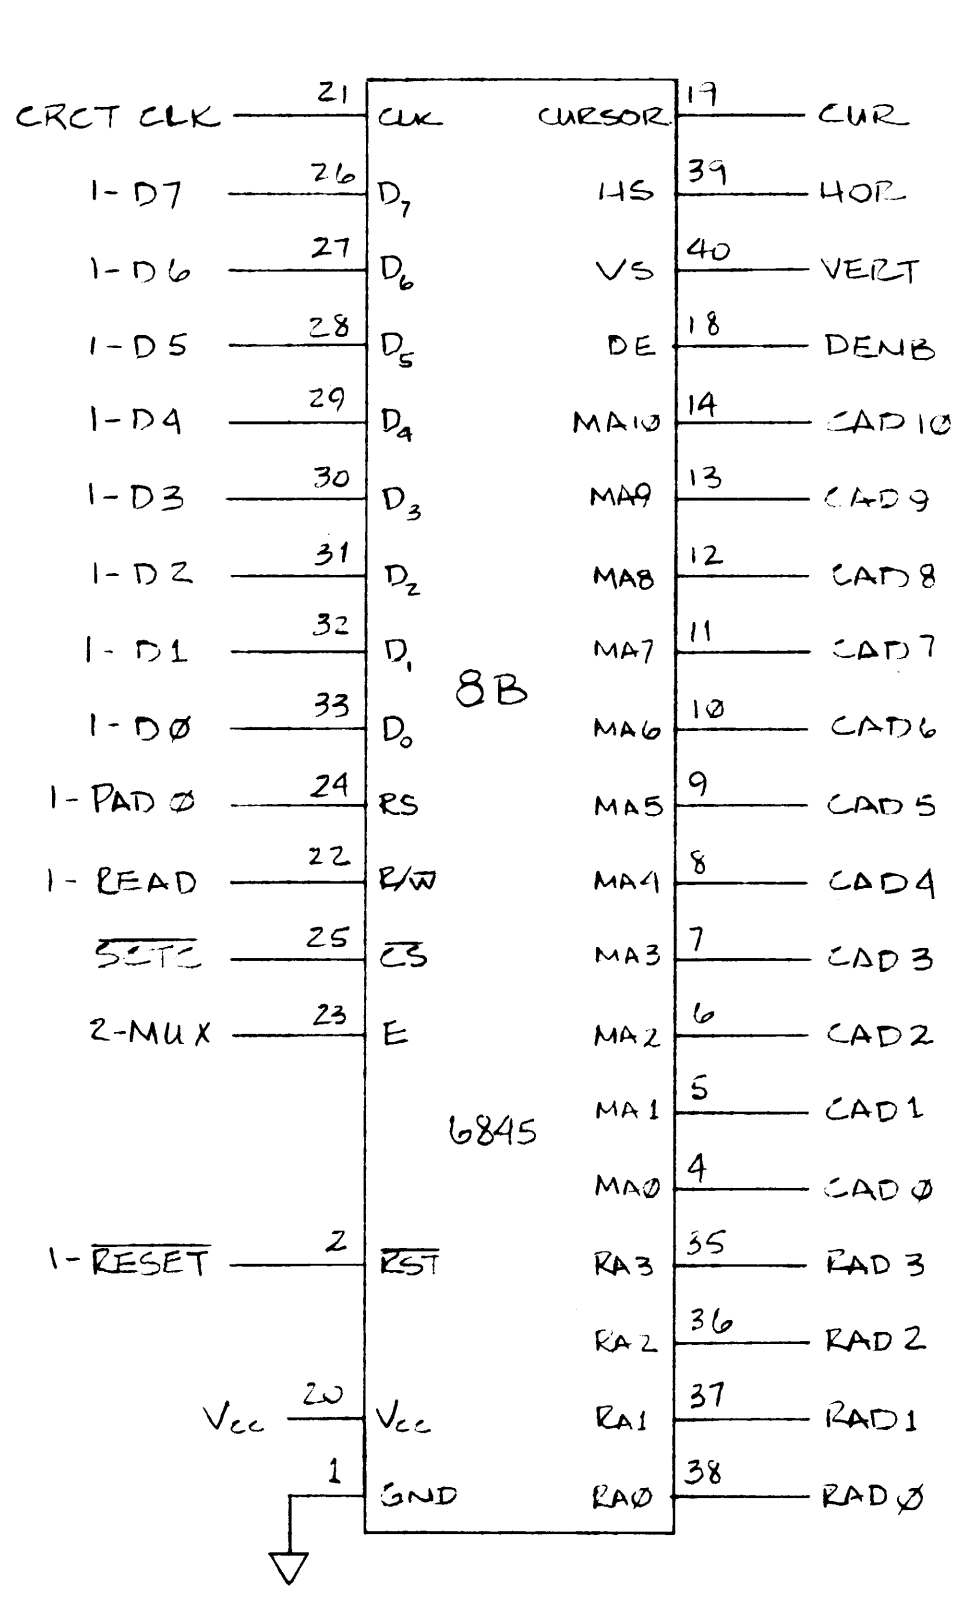 CRCT CLK 21 CLK CURSOR 19 CUR
1-D7 26 D7 HS 39 HOR
1-D6 27 D6 VS 40 VERT
1-D5 28 D5 DE 18 DENB
1-D4 29 D4 MA10 14 CAD10
1-D3 30 D3 MA9 13 CAD9
1-D2 31 D2 MA8 12 CAD8
1-D1 32 D1 MA7 11 CAD7
8B
1-DØ 33 D0 MA6 1Ø CAD6
1-PADØ 24 RS MA5 9 CAD5
1-READ 22 R/W̅ MA4 8 CAD4
S̅C̅T̅C̅ 25 C̅S̅ MA3 7 CAD3
2-MUX 23 E MA2 6 CAD2
MA1 5 CAD1
6845
MAØ 4 CADØ
1-R̅E̅S̅E̅T̅ 2 R̅S̅T̅ RA3 35 RAD3
RA2 36 RAD2
Vcc 20 Vcc RA1 37 RAD1
1 GND RAØ 38 RADØ